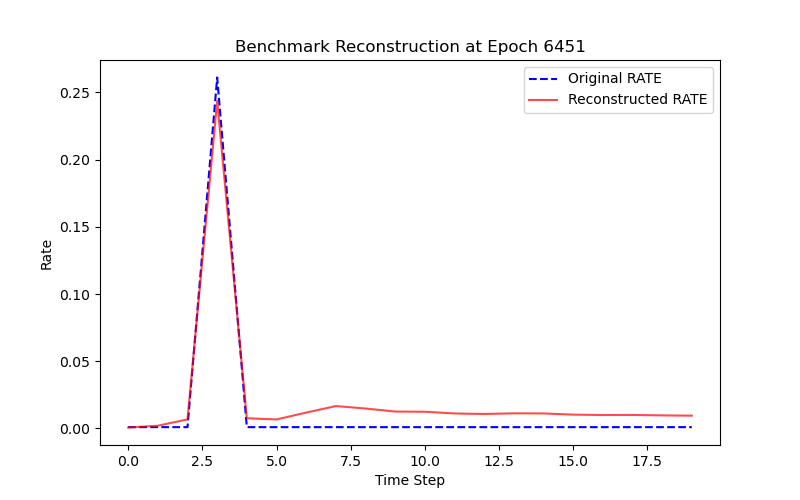 Benchmark Reconstruction at Epoch 6451
Original RATE
Reconstructed RATE
Rate
0.25
0.20
0.15
0.10
0.05
0.00
0.0 2.5 5.0 7.5 10.0 12.5 15.0 17.5
Time Step